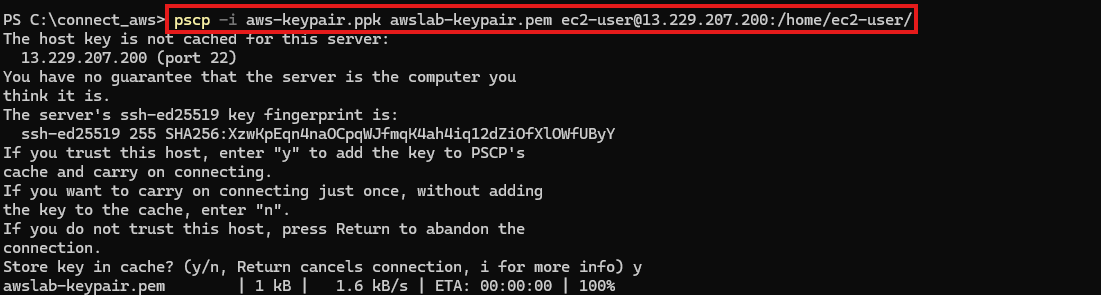 PS C:\connect_aws> pscp -i aws-keypair.ppk awslab-keypair.pem ec2-user@13.229.207.200:/home/ec2-user/
The host key is not cached for this server:
  13.229.207.200 (port 22)
You have no guarantee that the server is the computer you
think it is.
The server's ssh-ed25519 key fingerprint is:
  ssh-ed25519 255 SHA256:XzwKpEqn4naOCpqWJfmqK4ah4iq12dZiOfXlOWfUByY
If you trust this host, enter "y" to add the key to PSCP's
cache and carry on connecting.
If you want to carry on connecting just once, without adding
the key to the cache, enter "n".
If you do not trust this host, press Return to abandon the
connection.
Store key in cache? (y/n, Return cancels connection, i for more info) y
awslab-keypair.pem        | 1 kB |   1.6 kB/s | ETA: 00:00:00 | 100%